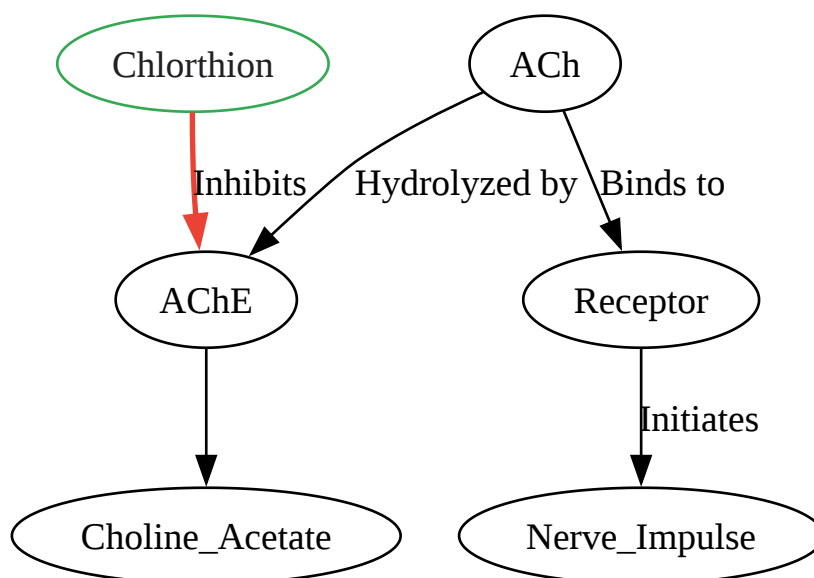 Chlorthion
ACh
Inhibits
Hydrolyzed by
Binds to
AChE
Receptor
Initiates
Choline_Acetate
Nerve_Impulse